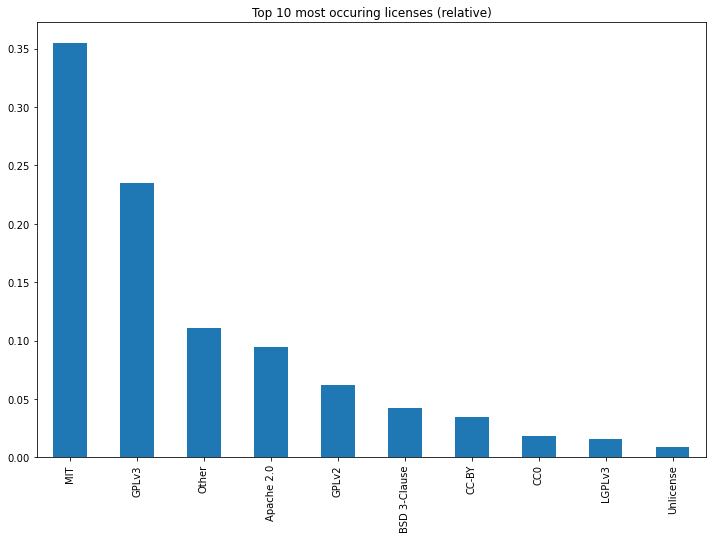 Top 10 most occuring licenses (relative)
0.35
0.30
0.25
0.20
0.15
0.10
0.05
0.00
MIT
GPLv3
Other
Apache 2.0
GPLv2
BSD 3-Clause
CC-BY
CC0
LGPLv3
Unlicense